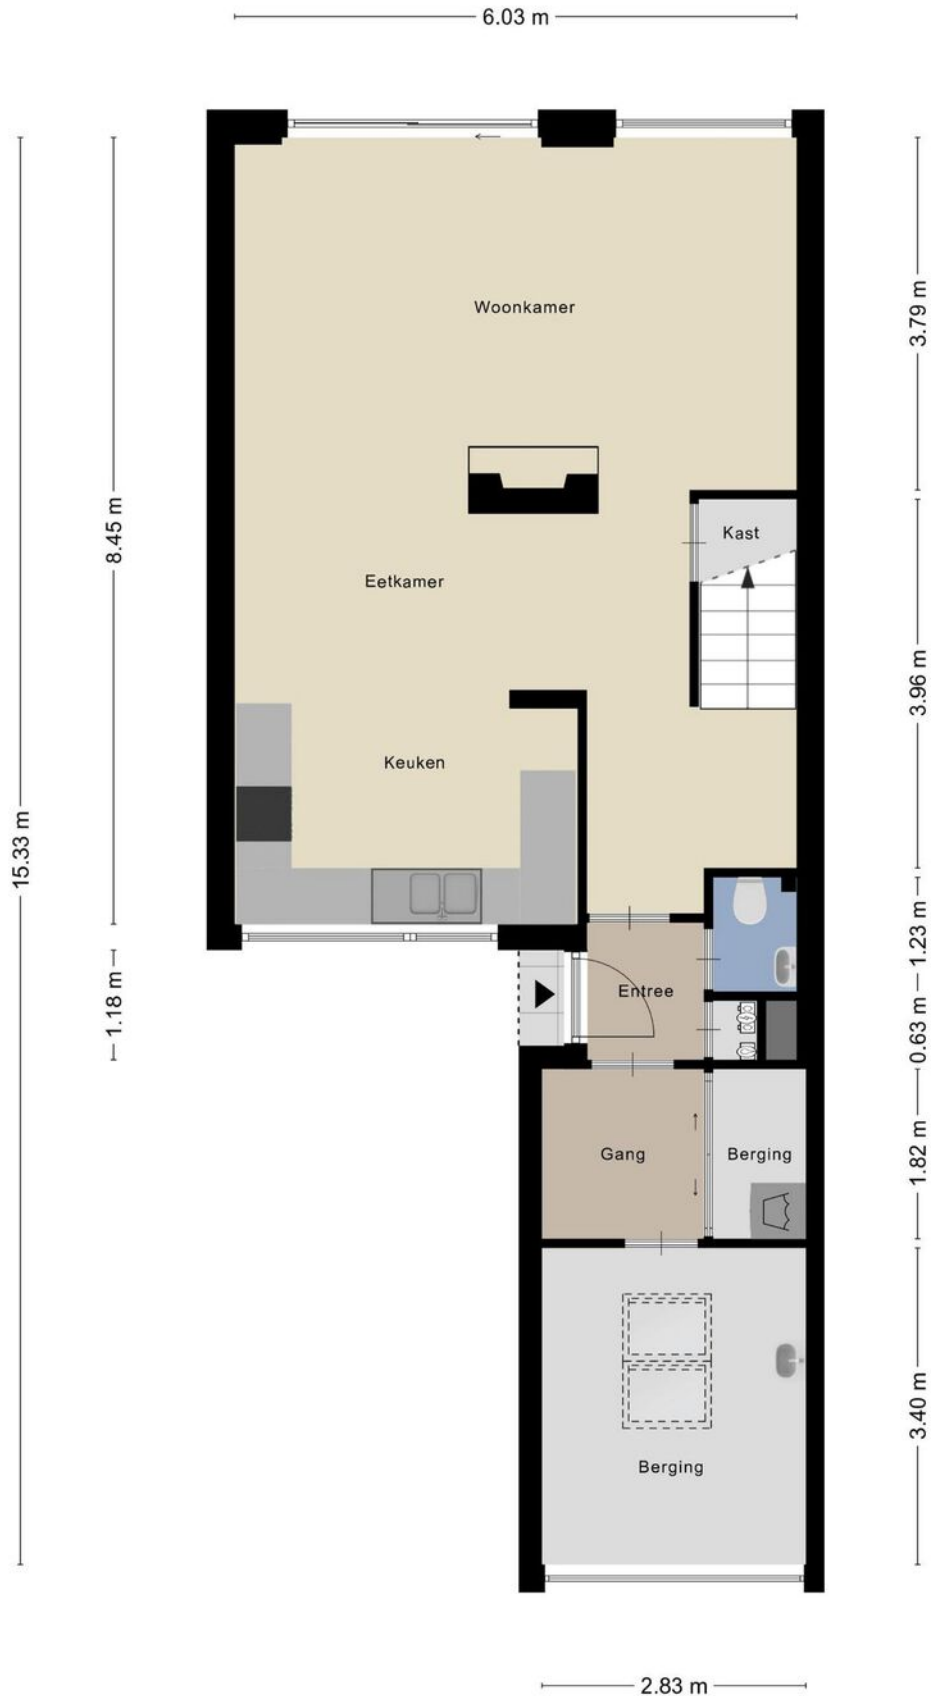 6.03 m
Woonkamer
3.79 m
Kast
8.45 m
Eetkamer
3.96 m
Keuken
15.33 m
1.23 m
Entree
1.18 m
0.63 m
Gang
Berging
1.82 m
3.40 m
Berging
2.83 m